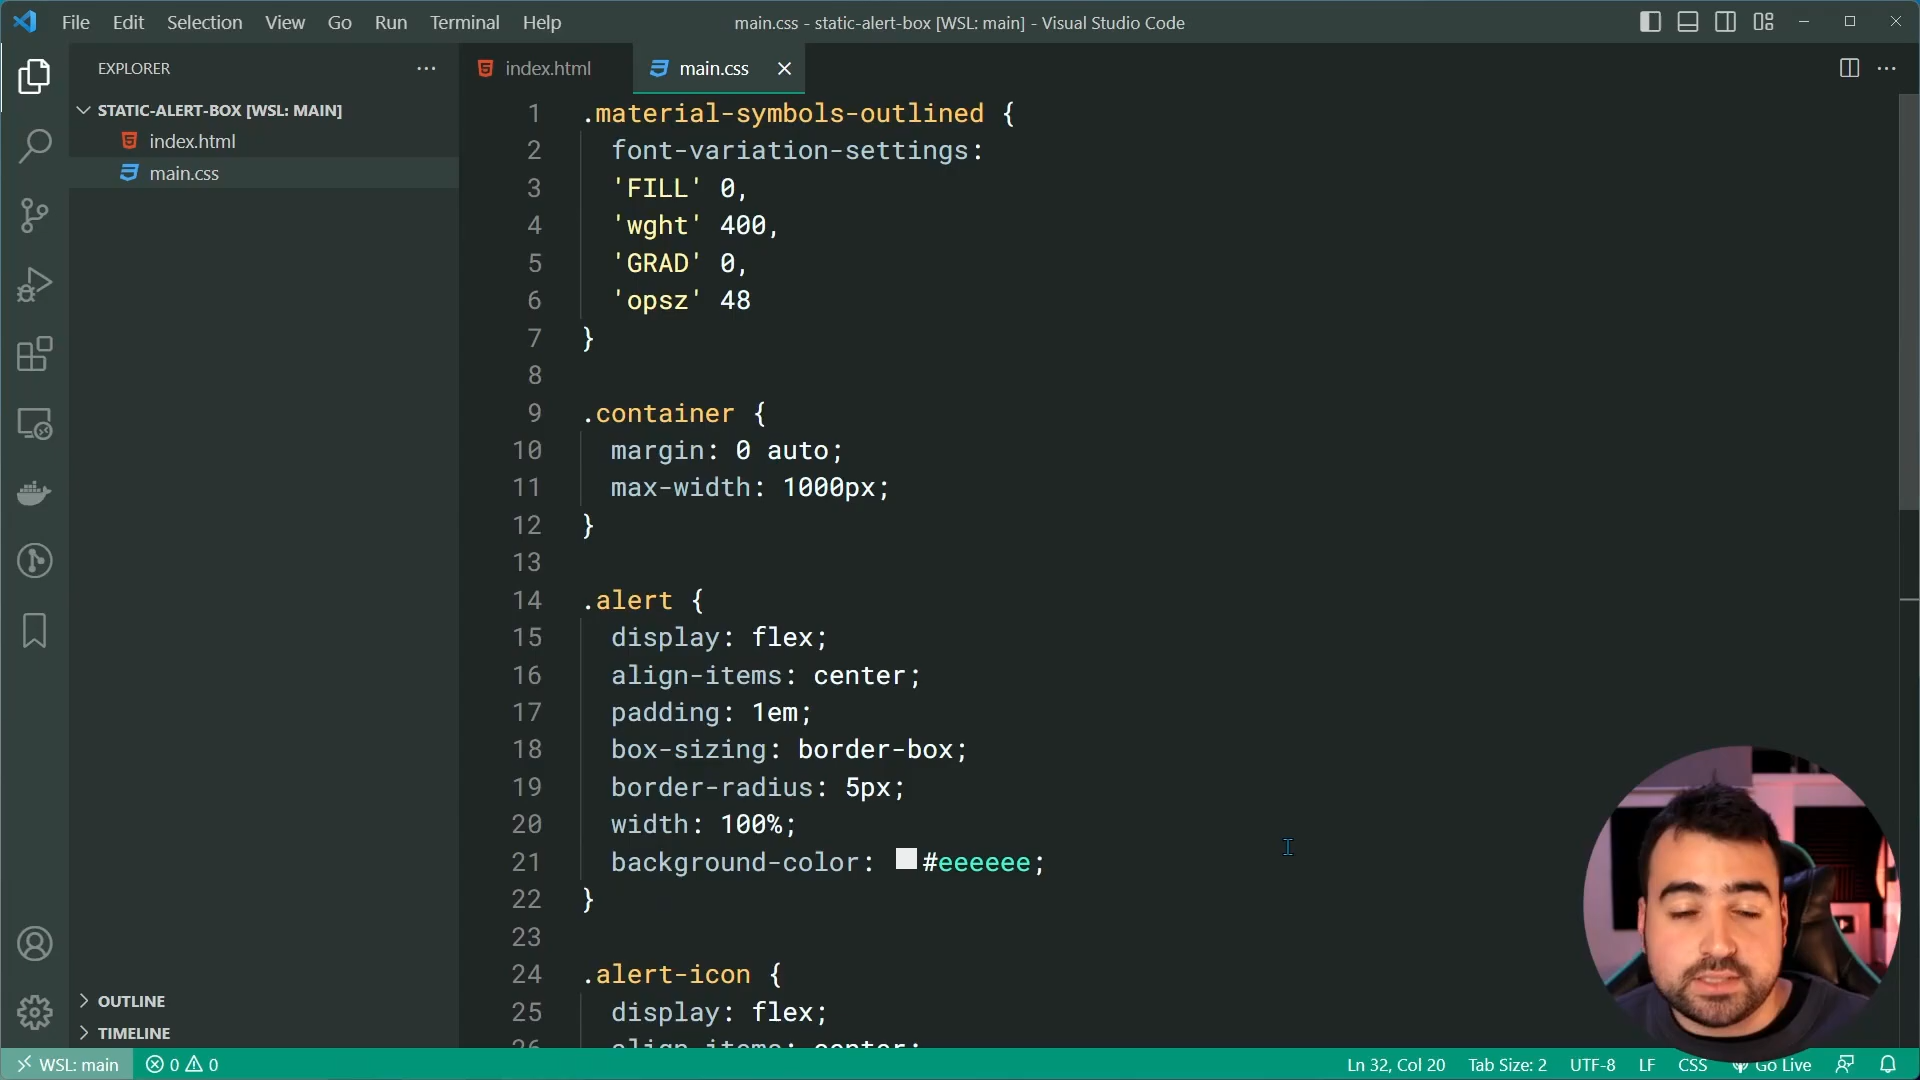 File Edit Selection View Go Run Terminal Help
main.css - static-alert-box [WSL: main] - Visual Studio Code
EXPLORER
index.html
main.css
STATIC-ALERT-BOX [WSL: MAIN]
index.html
main.css
1 .material-symbols-outlined {
2 font-variation-settings:
3 'FILL' 0,
4 'wght' 400,
5 'GRAD' 0,
6 'opsz' 48
7 }
8
9 .container {
10 margin: 0 auto;
11 max-width: 1000px;
12 }
13
14 .alert {
15 display: flex;
16 align-items: center;
17 padding: 1em;
18 box-sizing: border-box;
19 border-radius: 5px;
20 width: 100%;
21 background-color: #eeeeee;
22 }
23
24 .alert-icon {
25 display: flex;
26 align-items: center;
OUTLINE
TIMELINE
WSL: main 0 0 Ln 32, Col 20 Tab Size: 2 UTF-8 LF CSS Go Live